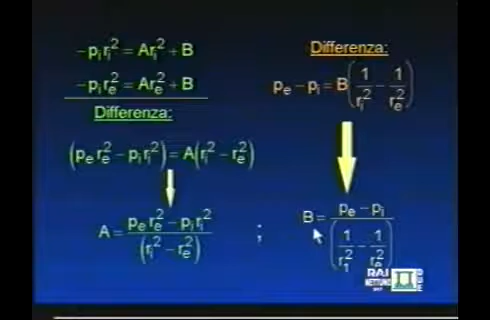 -pᵢrᵢ² = Arᵢ² + B
-pᵢrₑ² = Arₑ² + B
Differenza:
(pₑrₑ² - pᵢrᵢ²) = A(rᵢ² - rₑ²)
A = pₑrₑ² - pᵢrᵢ² / (rᵢ² - rₑ²) ;
Differenza:
pₑ - pᵢ = B(1/rᵢ² - 1/rₑ²)
B = pₑ - pᵢ / (1/rᵢ² - 1/rₑ²)
RAI